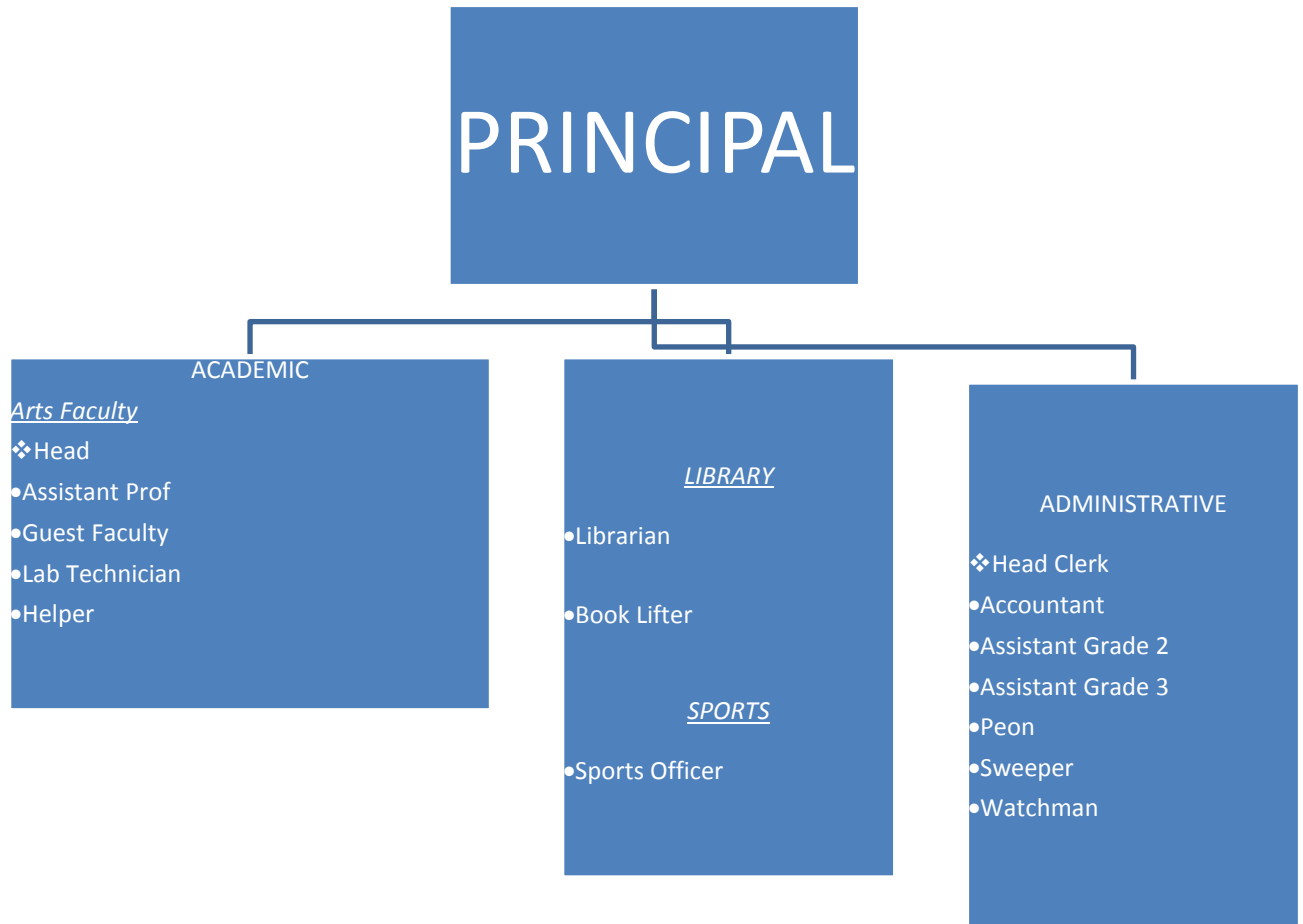 PRINCIPAL
ACADEMIC
Arts Faculty
❖Head
•Assistant Prof
•Guest Faculty
•Lab Technician
•Helper
LIBRARY
•Librarian
•Book Lifter
SPORTS
•Sports Officer
ADMINISTRATIVE
❖Head Clerk
•Accountant
•Assistant Grade 2
•Assistant Grade 3
•Peon
•Sweeper
•Watchman